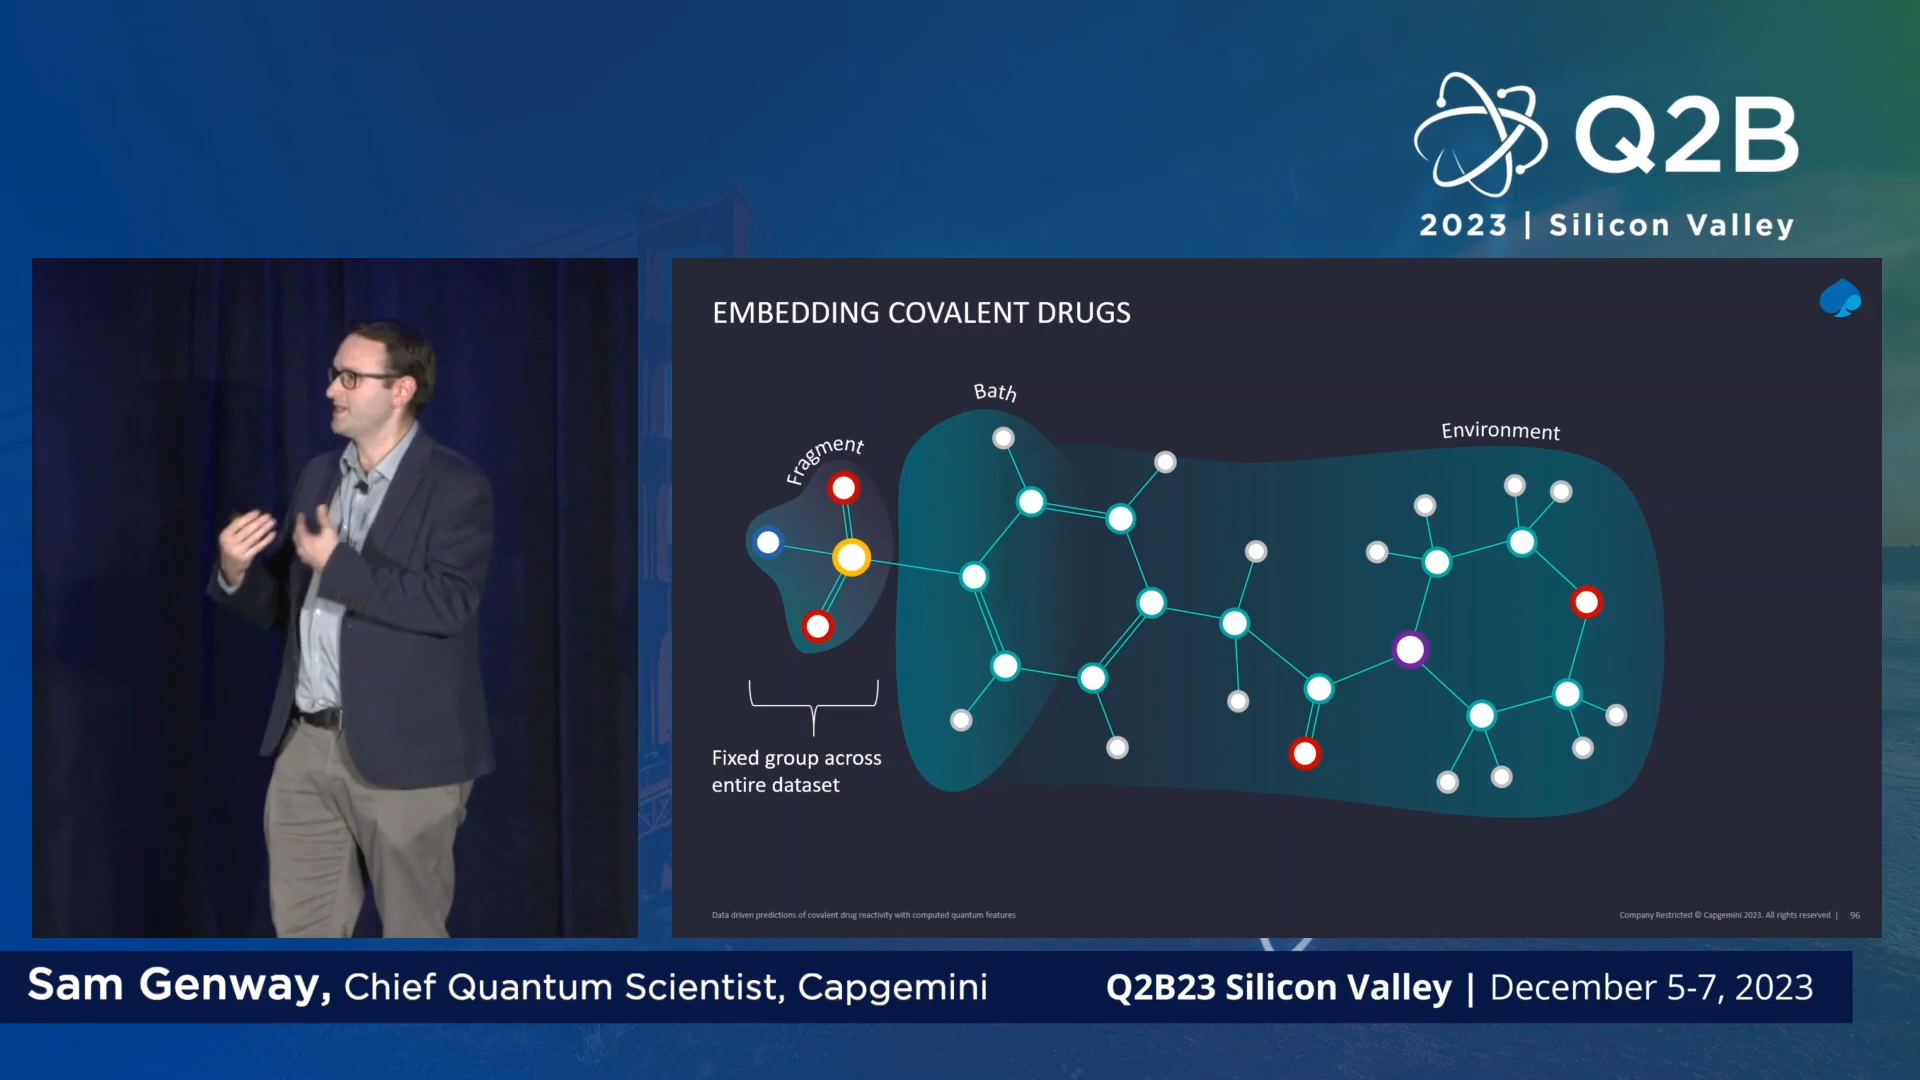 Q2B
2023 | Silicon Valley
EMBEDDING COVALENT DRUGS
Bath
Environment
Fragment
Fixed group across
entire dataset
Data driven predictions of covalent drug reactivity with computed quantum features
Company Restricted © Capgemini 2023. All rights reserved | 96
Sam Genway, Chief Quantum Scientist, Capgemini
Q2B23 Silicon Valley | December 5-7, 2023